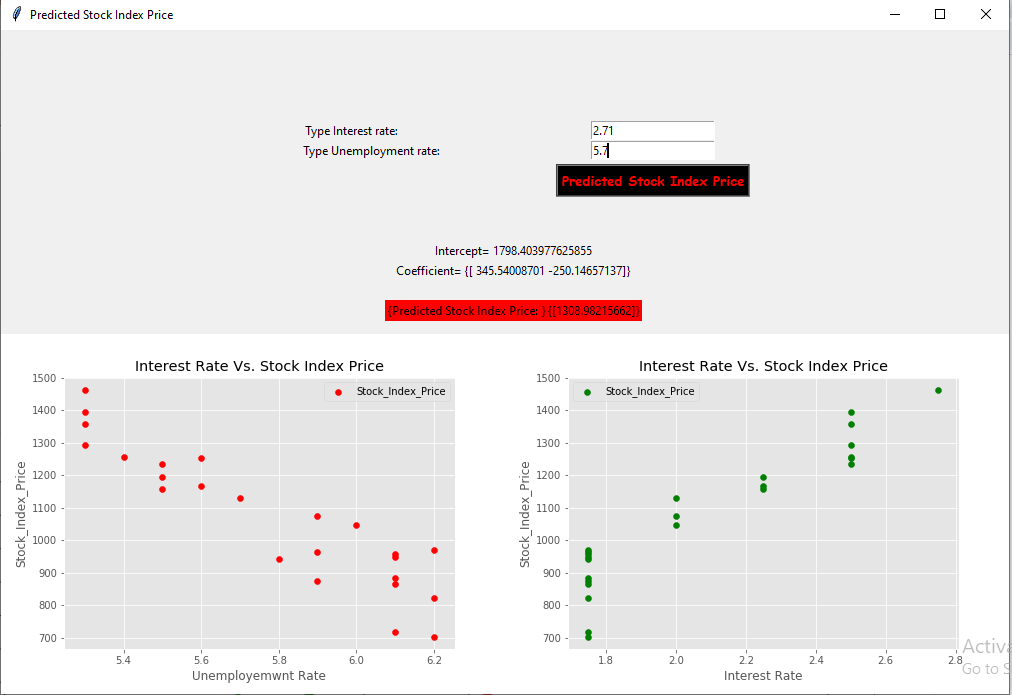 Predicted Stock Index Price
Type Interest rate: 2.71
Type Unemployment rate: 5.7
Predicted Stock Index Price
Intercept= 1798.403977625855
Coefficient= {[ 345.54008701 -250.14657137]}
{Predicted Stock Index Price: } {[1308.98215662]}
Interest Rate Vs. Stock Index Price
Stock_Index_Price
Stock_Index_Price
1500
1400
1300
1200
1100
1000
900
800
700
5.4 5.6 5.8 6.0 6.2
Unemployemwnt Rate
Interest Rate Vs. Stock Index Price
Stock_Index_Price
Stock_Index_Price
1500
1400
1300
1200
1100
1000
900
800
700
1.8 2.0 2.2 2.4 2.6 2.8
Interest Rate
Activa
Go to S